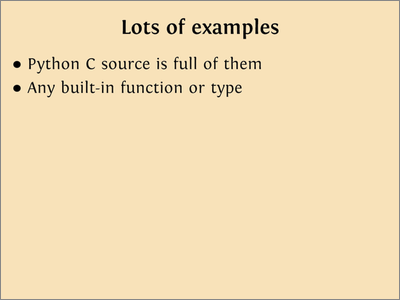 Lots of examples
• Python C source is full of them
• Any built-in function or type